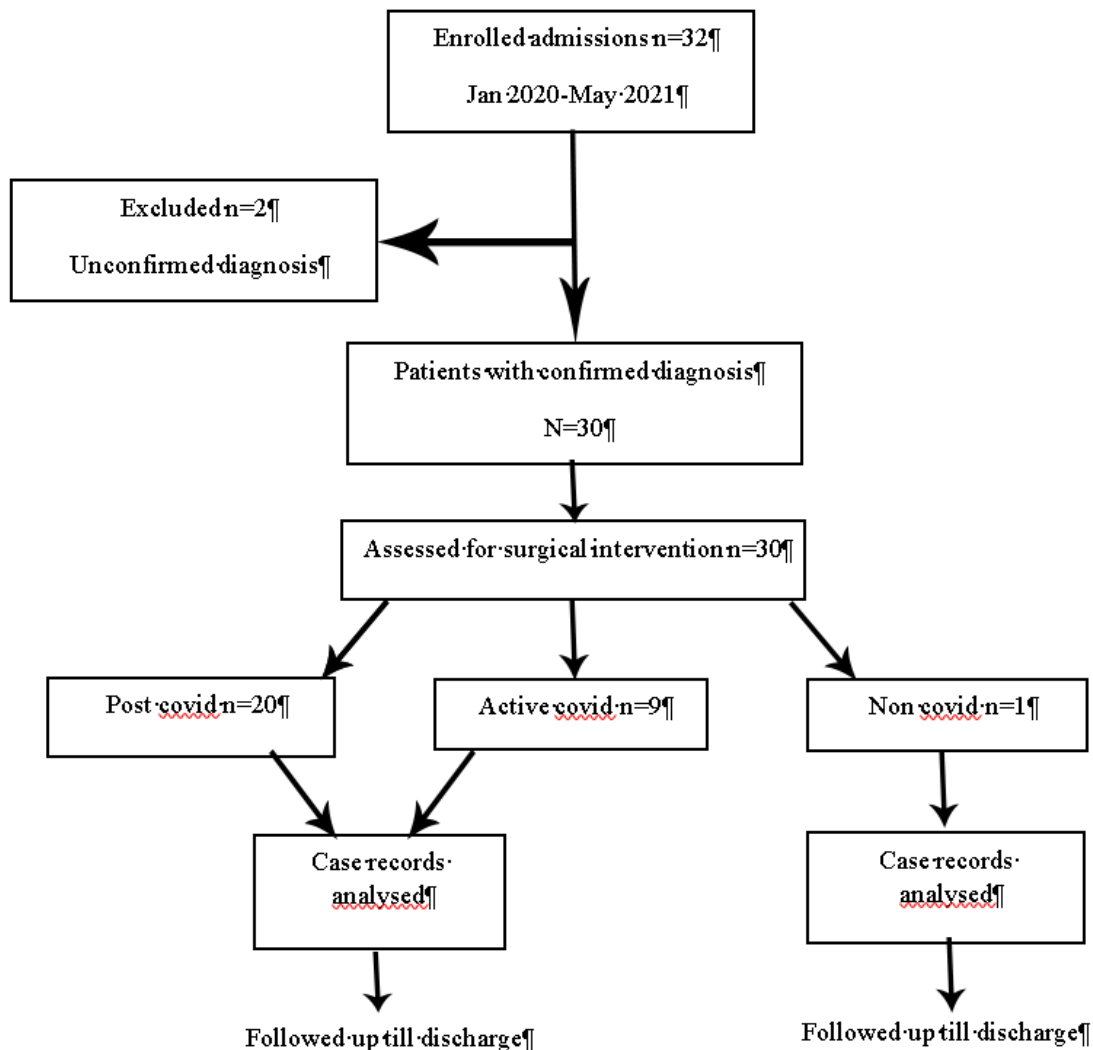 Enrolled·admissions·n=32¶
Jan·2020-May·2021¶
Excluded·n=2¶
Unconfirmed·diagnosis¶
Patients·with·confirmed·diagnosis¶
N=30¶
Assessed·for·surgical·intervention·n=30¶
Post·covid·n=20¶
Active·covid·n=9¶
Non·covid·n=1¶
Case·records·
analysed¶
Case·records·
analysed¶
Followed·up·till·discharge¶
Followed·up·till·discharge¶